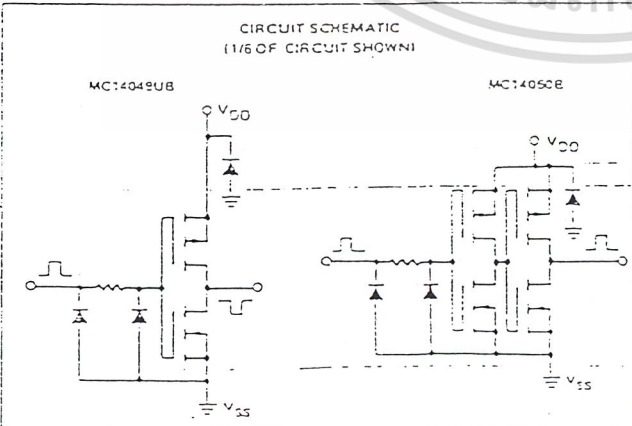 CIRCUIT SCHEMATIC
(1/6 OF CIRCUIT SHOWN)
MC14049UB
MC14050B
VDD
VDD
VSS
VSS